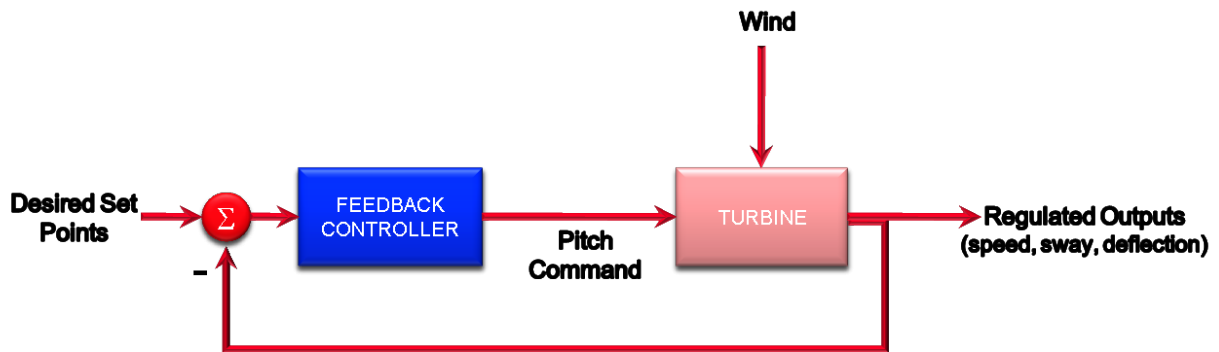 Wind
Desired Set
Points
Σ
–
FEEDBACK
CONTROLLER
Pitch
Command
TURBINE
Regulated Outputs
(speed, sway, deflection)